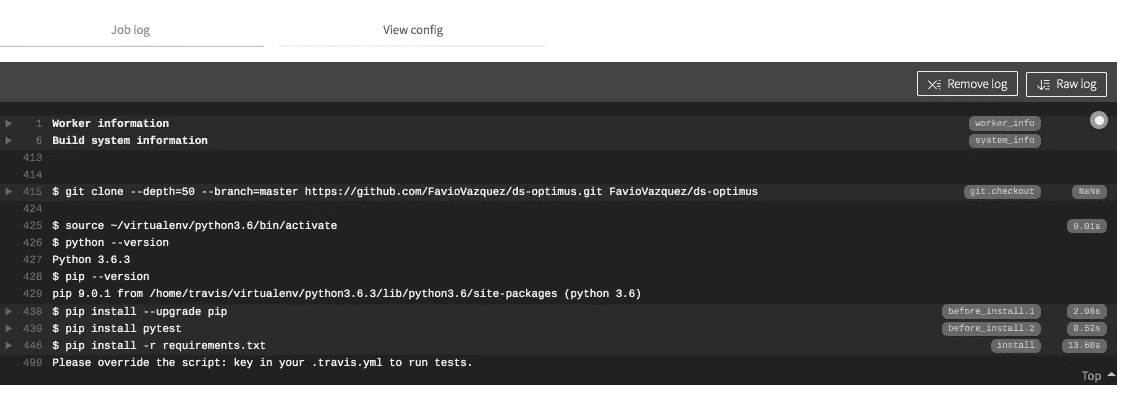 Job log View config
Remove log Raw log
1 Worker information worker_info
6 Build system information system_info
413
414
415 $ git clone --depth=50 --branch=master https://github.com/FavioVazquez/ds-optimus.git FavioVazquez/ds-optimus git.checkout NaNs
424
425 $ source ~/virtualenv/python3.6/bin/activate 0.01s
426 $ python --version
427 Python 3.6.3
428 $ pip --version
429 pip 9.0.1 from /home/travis/virtualenv/python3.6.3/lib/python3.6/site-packages (python 3.6)
430 $ pip install --upgrade pip before_install.1 2.06s
439 $ pip install pytest before_install.2 0.52s
446 $ pip install -r requirements.txt install 13.60s
499 Please override the script: key in your .travis.yml to run tests.
Top